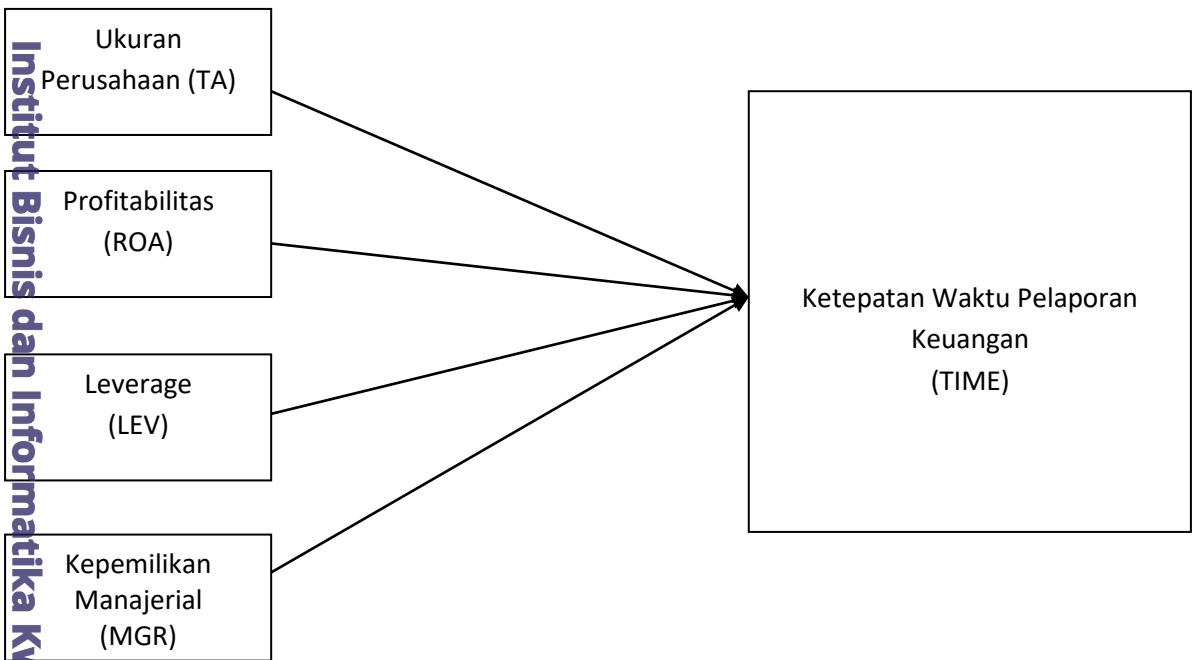 Ukuran
Perusahaan (TA)
Profitabilitas
(ROA)
Leverage
(LEV)
Kepemilikan
Manajerial
(MGR)
Ketepatan Waktu Pelaporan
Keuangan
(TIME)
Institut Bisnis dan Informatika